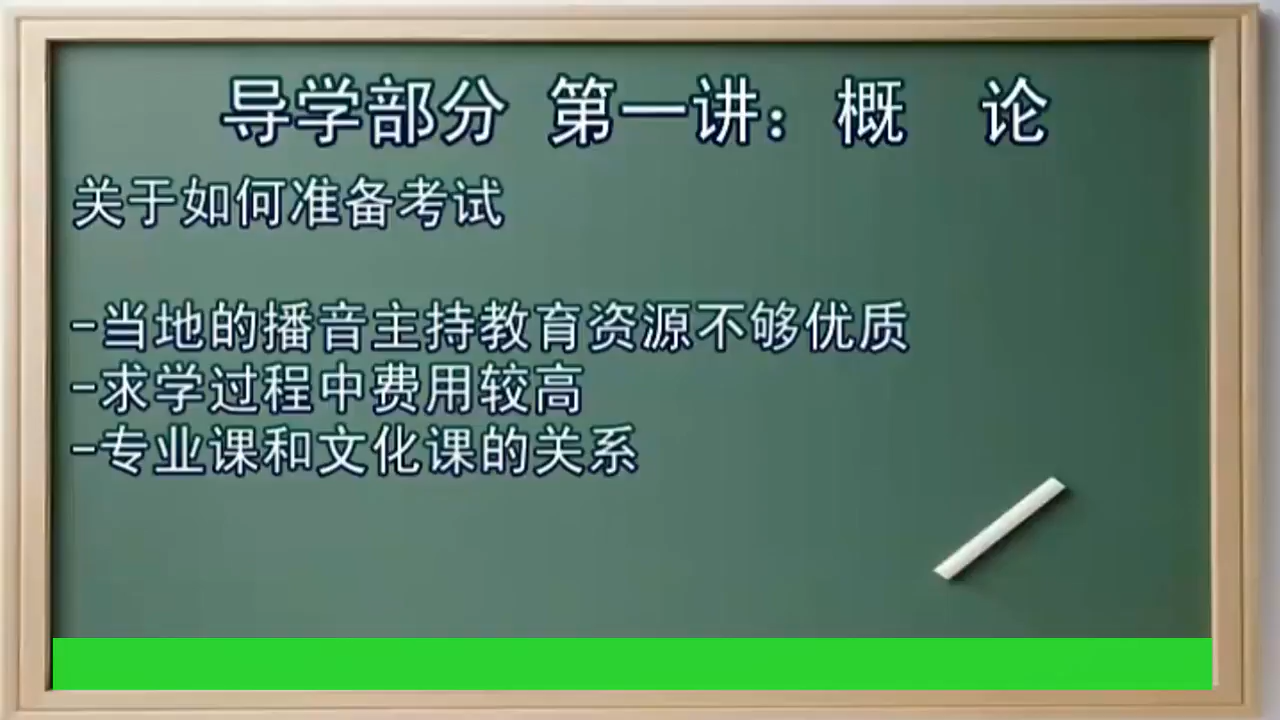 导学部分 第一讲：概 论
关于如何准备考试
-当地的播音主持教育资源不够优质
-求学过程中费用较高
-专业课和文化课的关系